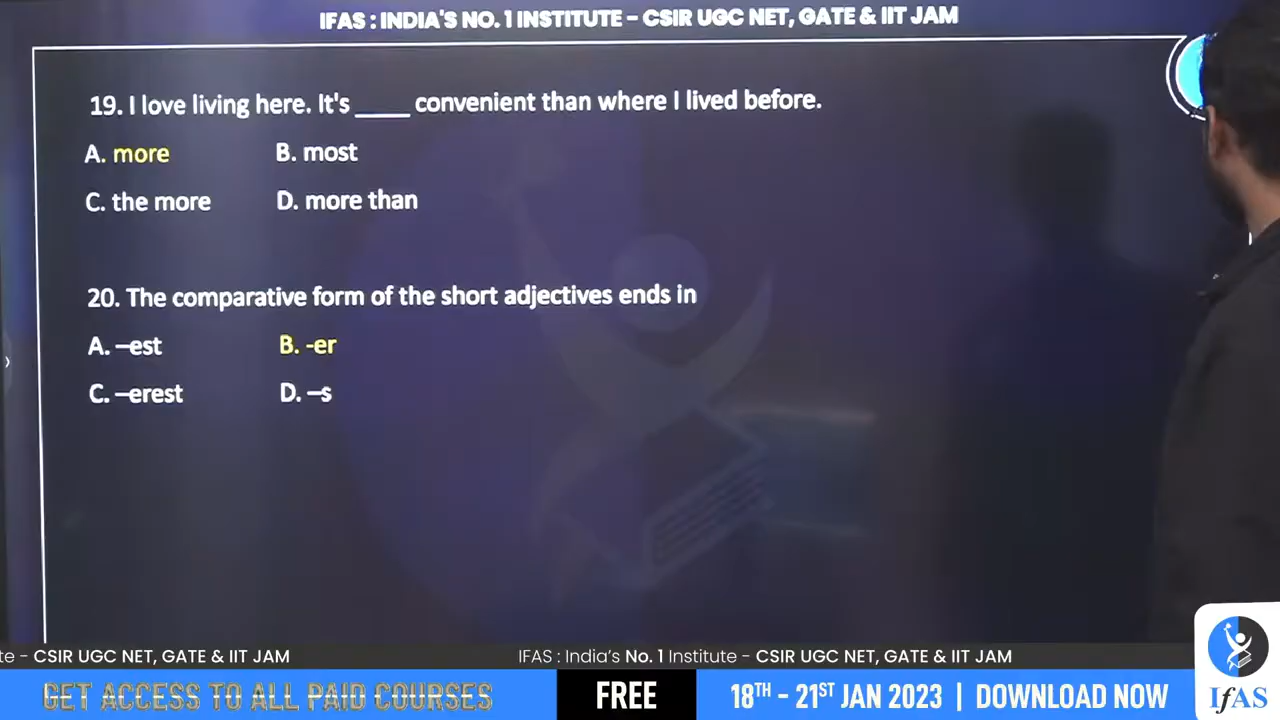 IFAS : INDIA'S NO. 1 INSTITUTE – CSIR UGC NET, GATE & IIT JAM
19. I love living here. It's ____ convenient than where I lived before.
A. more B. most
C. the more D. more than
20. The comparative form of the short adjectives ends in
A. –est B. -er
C. –erest D. –s
te – CSIR UGC NET, GATE & IIT JAM IFAS : India's No. 1 Institute – CSIR UGC NET, GATE & IIT JAM
GET ACCESS TO ALL PAID COURSES FREE 18TH – 21ST JAN 2023 | DOWNLOAD NOW
IfAS